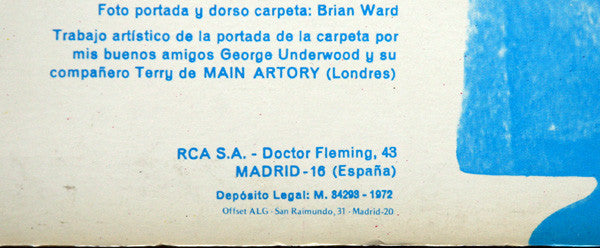 Foto portada y dorso carpeta: Brian Ward
Trabajo artístico de la portada de la carpeta por
mis buenos amigos George Underwood y su
compañero Terry de MAIN ARTORY (Londres)
RCA S.A. - Doctor Fleming, 43
MADRID-16 (España)
Depósito Legal: M. 34293 - 1972
Offset ALG - San Raimundo, 31 - Madrid-20